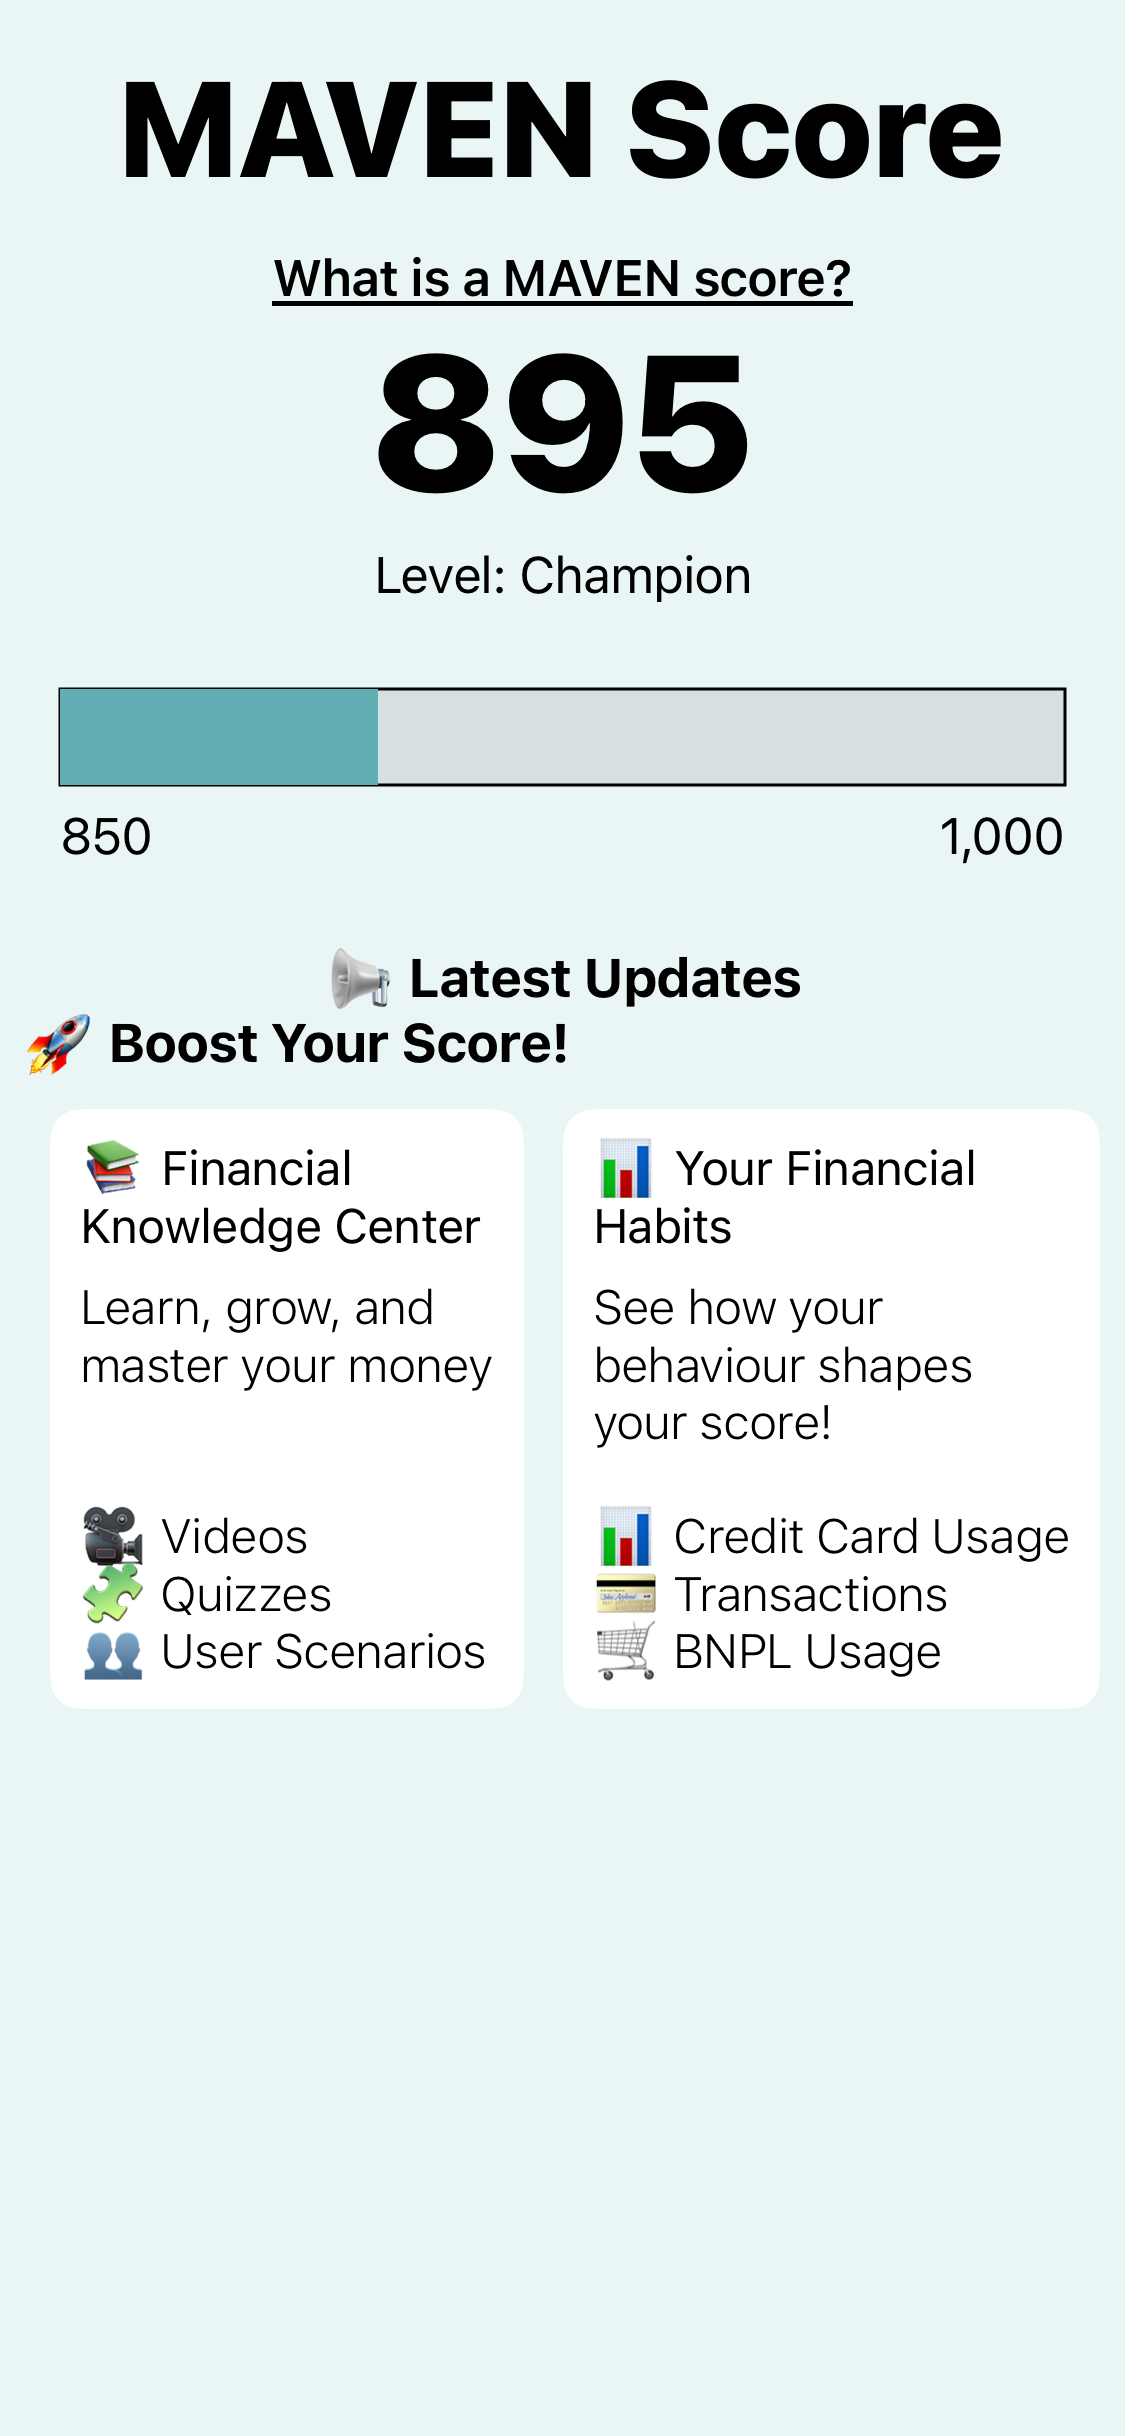 MAVEN Score
What is a MAVEN score?
895
Level: Champion
850
1,000
📢 Latest Updates
🚀 Boost Your Score!
📚 Financial
Knowledge Center
Learn, grow, and
master your money
🎥 Videos
🧩 Quizzes
👥 User Scenarios
📊 Your Financial
Habits
See how your
behaviour shapes
your score!
📊 Credit Card Usage
💳 Transactions
🛒 BNPL Usage